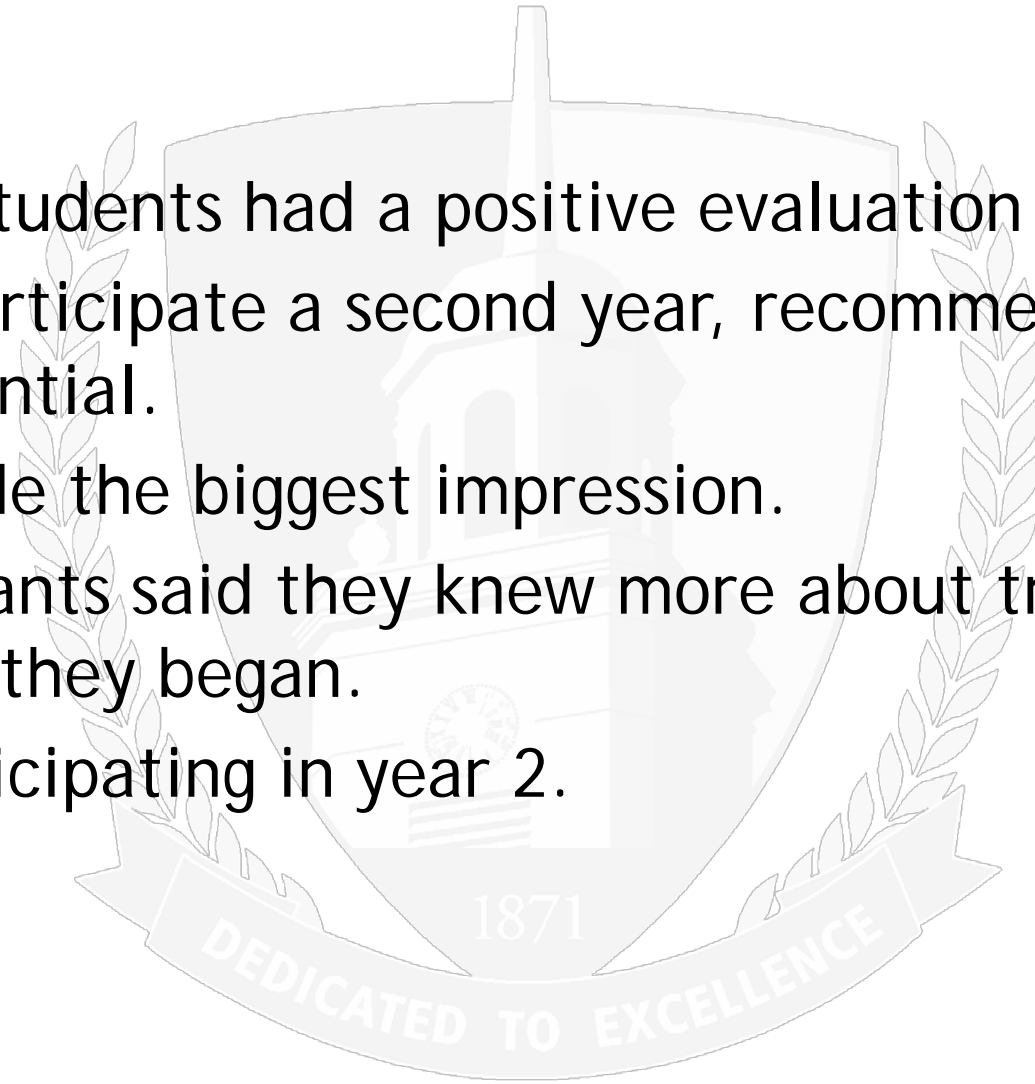 tudents had a positive evaluation
rticipate a second year, recomme
ntial.
le the biggest impression.
ants said they knew more about tr
they began.
icipating in year 2.
1871
DEDICATED TO EXCELLENCE